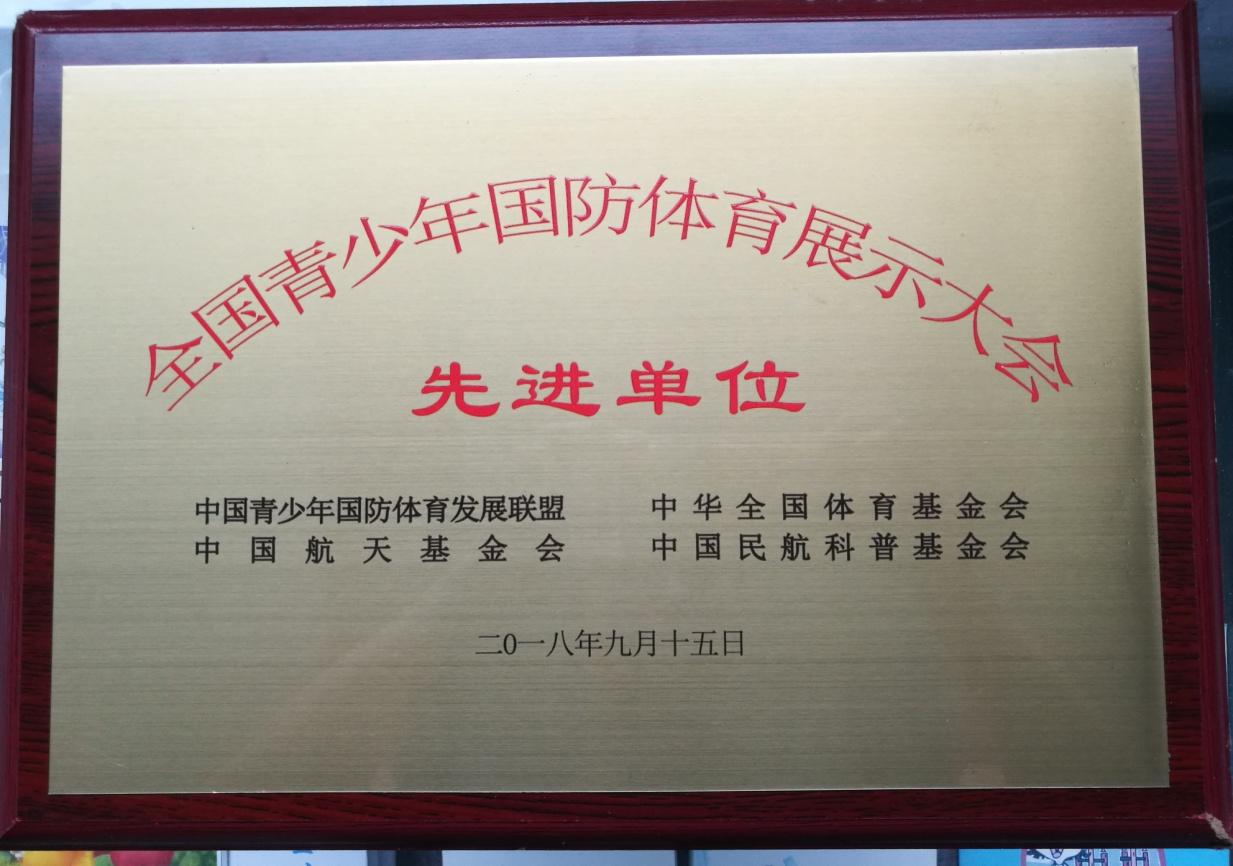 全国青少年国防体育展示大会
先进单位
中国青少年国防体育发展联盟 中华全国体育基金会
中国航天基金会 中国民航科普基金会
二0一八年九月十五日